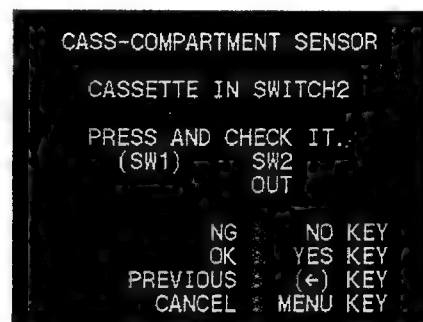 CASS-COMPARTMENT SENSOR
CASSETTE IN SWITCH2
PRESS AND CHECK IT.
(SW1) SW2
OUT
NG : NO KEY
OK : YES KEY
PREVIOUS : (←) KEY
CANCEL : MENU KEY